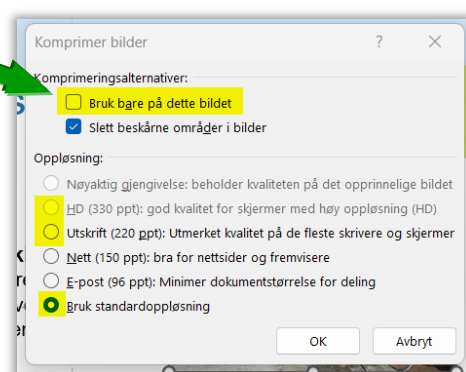 Komprimer bilder
Komprimeringsalternativer:
Bruk bare på dette bildet
Slett beskårne områder i bilder
Oppløsning:
Nøyaktig gjengivelse: beholder kvaliteten på det opprinnelige bildet
HD (330 ppt): god kvalitet for skjermer med høy oppløsning (HD)
Utskrift (220 ppt): Utmerket kvalitet på de fleste skrivere og skjermer
Nett (150 ppt): bra for nettsider og fremvisere
E-post (96 ppt): Minimer dokumentstørrelse for deling
Bruk standardoppløsning
OK Avbryt